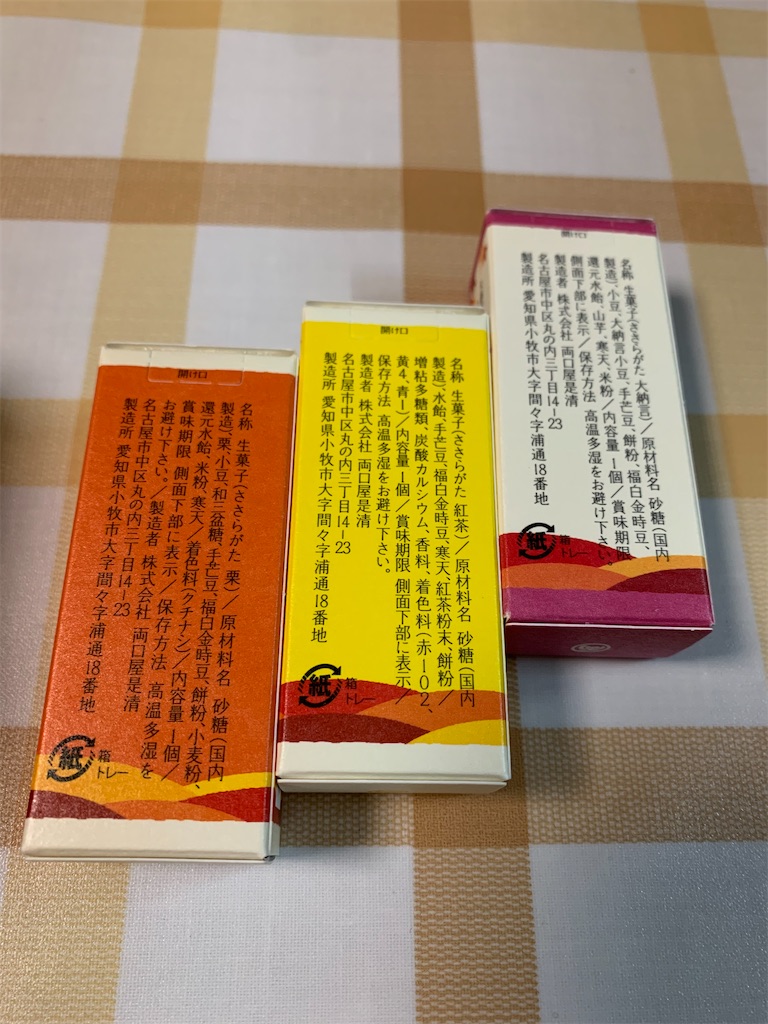 開け口
名称 生菓子(ささらがた 栗)/原材料名 砂糖(国内
製造)、栗、小豆、和三盆糖、手芒豆、福白金時豆、餅粉、小麦粉、
還元水飴、米粉、寒天/着色料(クチナシ)/内容量 1個/
賞味期限 側面下部に表示/保存方法 高温多湿を
お避け下さい。/製造者 株式会社 両口屋是清
名古屋市中区丸の内三丁目14-23
製造所 愛知県小牧市大字間々字浦通18番地
紙
箱
トレー
開け口
名称 生菓子(ささらがた 紅茶)/原材料名 砂糖(国内
製造)、水飴、手芒豆、福白金時豆、寒天、紅茶粉末、餅粉/
増粘多糖類、炭酸カルシウム、香料、着色料(赤102、
黄4、青1)/内容量 1個/賞味期限 側面下部に表示/
保存方法 高温多湿をお避け下さい。
製造者 株式会社 両口屋是清
名古屋市中区丸の内三丁目14-23
製造所 愛知県小牧市大字間々字浦通18番地
紙
箱
トレー
開け口
名称 生菓子(ささらがた 大納言)/原材料名 砂糖(国内
製造)、小豆、大納言小豆、手芒豆、餅粉、福白金時豆、
還元水飴、山芋、寒天、米粉/内容量 1個/賞味期限
側面下部に表示/保存方法 高温多湿をお避け下さい。
製造者 株式会社 両口屋是清
名古屋市中区丸の内三丁目14-23
製造所 愛知県小牧市大字間々字浦通18番地
紙
箱
トレー